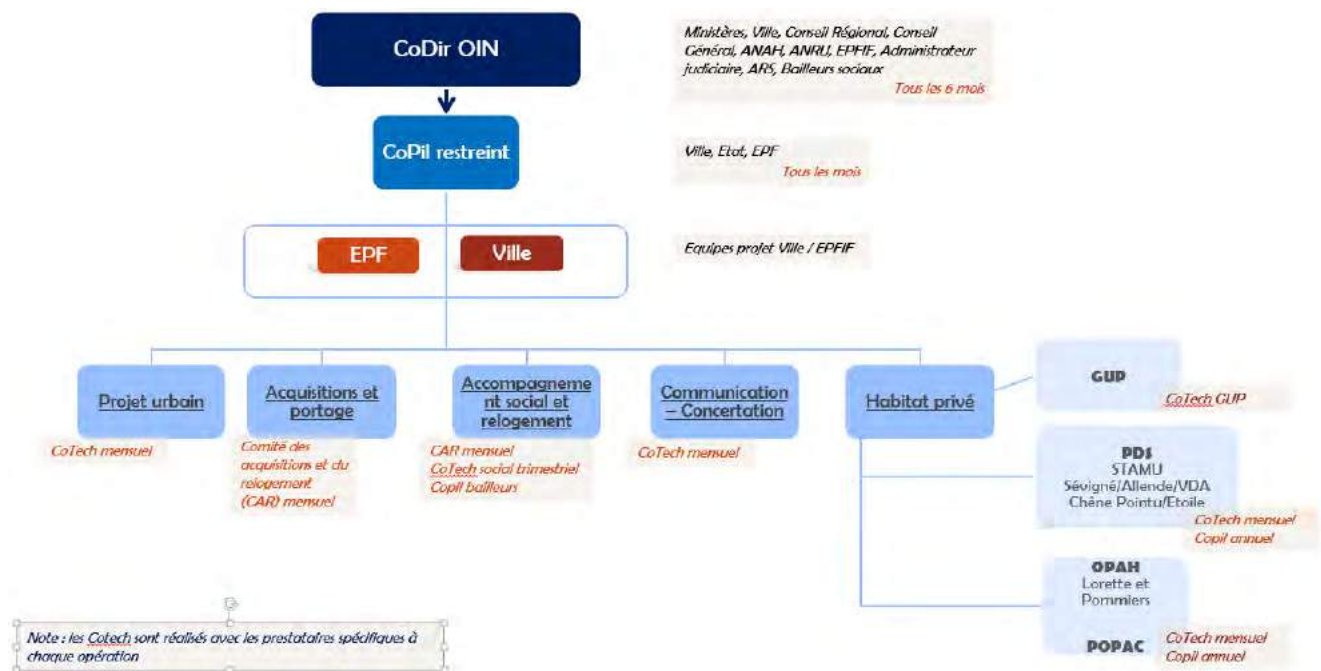 CoDir OIN
Ministères, Ville, Conseil Régional, Conseil
Général, ANAH, ANRU, EPFIF, Administrateur
judiciaire, ARS, Bailleurs sociaux
Tous les 6 mois
CoPil restreint
Ville, Etat, EPF
Tous les mois
EPF
Ville
Equipes projet Ville / EPFIF
Projet urbain
CoTech mensuel
Acquisitions et
portage
Comité des
acquisitions et du
relogement
(CAR) mensuel
Accompagneme
nt social et
relogement
CAR mensuel
CoTech social trimestriel
Copil bailleurs
Communication
– Concertation
CoTech mensuel
Habitat privé
GUP
CoTech GUP
PDS
STAMU
Sévigné/Allende/VDA
Chêne Pointu/Etoile
CoTech mensuel
Copil annuel
OPAH
Lorette et
Pommiers
POPAC
CoTech mensuel
Copil annuel
Note : les Cotech sont réalisés avec les prestataires spécifiques à
chaque opération